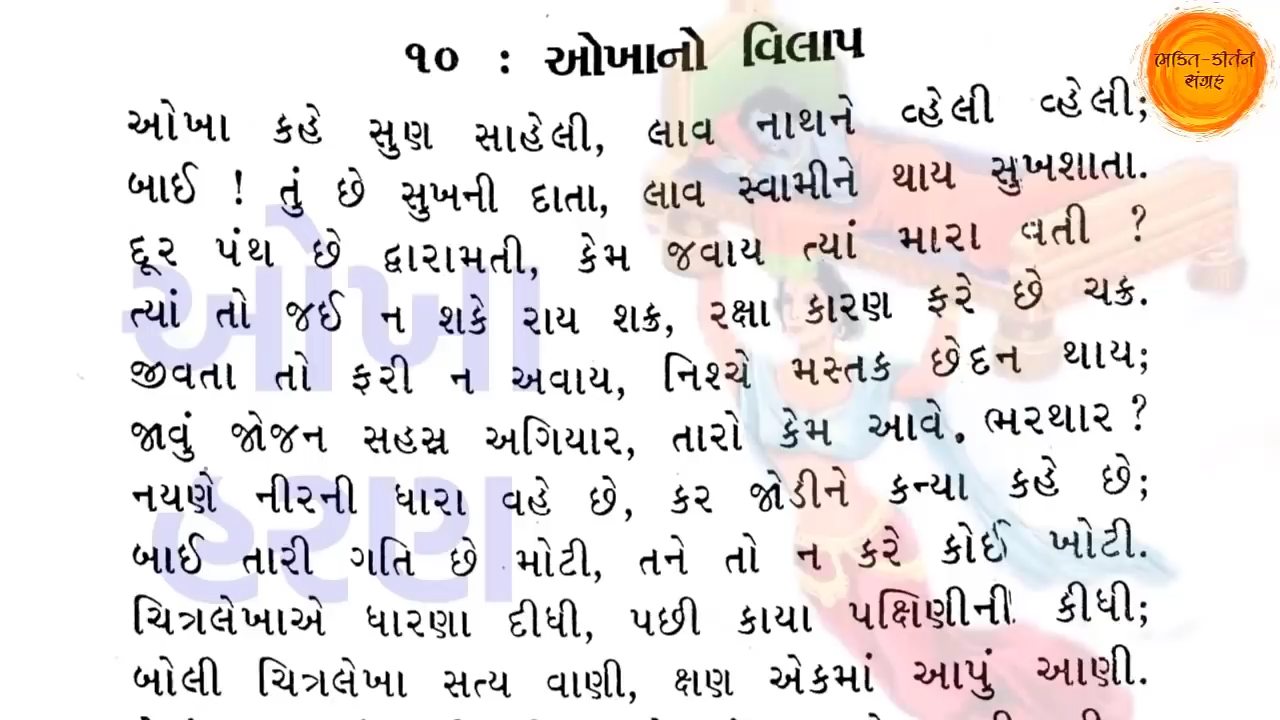 ૧૦ : ઓખાનો વિલાપ
ભક્તિ-કીર્તન
સંગ્રહ
ઓખા કહે સુણ સાહેલી, લાવ નાથને વ્હેલી વ્હેલી;
બાઈ ! તું છે સુખની દાતા, લાવ સ્વામીને થાય સુખશાતા.
દૂર પંથ છે દ્વારામતી, કેમ જવાય ત્યાં મારા વતી ?
ત્યાં તો જઈ ન શકે રાય શક્ર, રક્ષા કારણ ફરે છે ચક્ર.
જીવતા તો ફરી ન અવાય, નિશ્ચે મસ્તક છેદન થાય;
જાવું જોજન સહસ્ર અગિયાર, તારો કેમ આવે. ભરથાર ?
નયણે નીરની ધારા વહે છે, કર જોડીને કન્યા કહે છે;
બાઈ તારી ગતિ છે મોટી, તને તો ન કરે કોઈ ખોટી.
ચિત્રલેખાએ ધારણા દીધી, પછી કાયા પક્ષિણીની કીધી;
બોલી ચિત્રલેખા સત્ય વાણી, ક્ષણ એકમાં આપું આણી.
ઓખા
હરણ